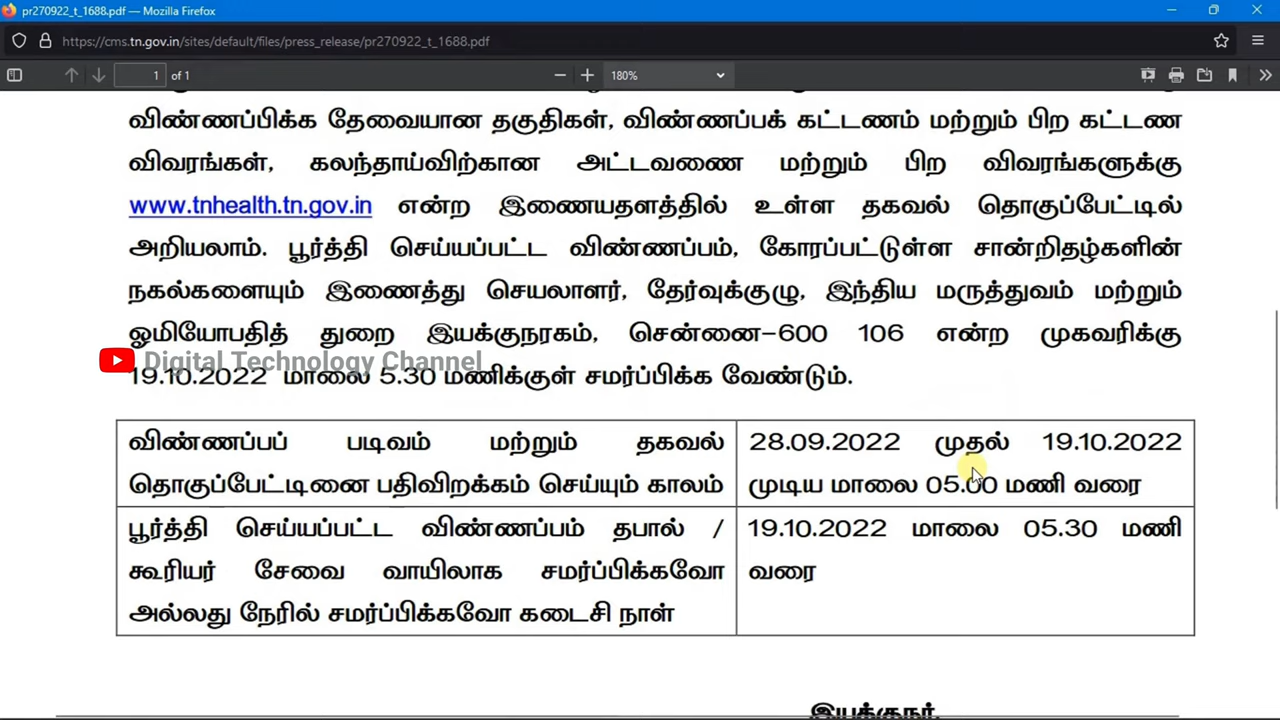 pr270922_t_1688.pdf — Mozilla Firefox
https://cms.tn.gov.in/sites/default/files/press_release/pr270922_t_1688.pdf
1 of 1
180%
விண்ணப்பிக்க தேவையான தகுதிகள், விண்ணப்பக் கட்டணம் மற்றும் பிற கட்டண
விவரங்கள், கலந்தாய்விற்கான அட்டவணை மற்றும் பிற விவரங்களுக்கு
www.tnhealth.tn.gov.in என்ற இணையதளத்தில் உள்ள தகவல் தொகுப்பேட்டில்
அறியலாம். பூர்த்தி செய்யப்பட்ட விண்ணப்பம், கோரப்பட்டுள்ள சான்றிதழ்களின்
நகல்களையும் இணைத்து செயலாளர், தேர்வுக்குழு, இந்திய மருத்துவம் மற்றும்
ஓமியோபதித் துறை இயக்குநரகம், சென்னை-600 106 என்ற முகவரிக்கு
Digital Technology Channel
19.10.2022 மாலை 5.30 மணிக்குள் சமர்ப்பிக்க வேண்டும்.
விண்ணப்பப் படிவம் மற்றும் தகவல்
தொகுப்பேட்டினை பதிவிறக்கம் செய்யும் காலம்
28.09.2022 முதல் 19.10.2022
முடிய மாலை 05.00 மணி வரை
பூர்த்தி செய்யப்பட்ட விண்ணப்பம் தபால் /
கூரியர் சேவை வாயிலாக சமர்ப்பிக்கவோ
அல்லது நேரில் சமர்ப்பிக்கவோ கடைசி நாள்
19.10.2022 மாலை 05.30 மணி
வரை
இயக்குநர்,